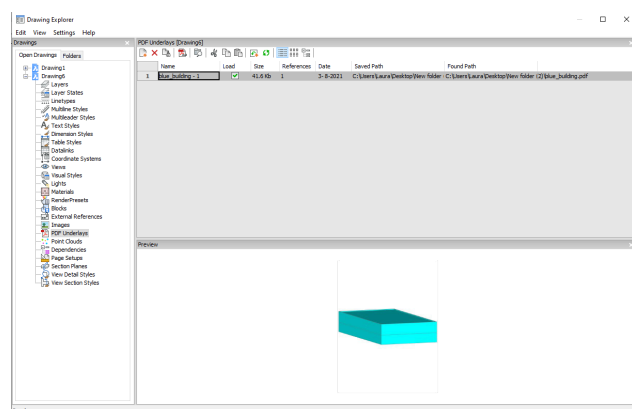 Drawing Explorer
Edit View Settings Help
Drawings
Open Drawings Folders
Drawing1
Drawing6
Layers
Layer States
Linetypes
Multiline Styles
Multileader Styles
Text Styles
Dimension Styles
Table Styles
Datalinks
Coordinate Systems
Views
Visual Styles
Lights
Materials
RenderPresets
Blocks
External References
Images
PDF Underlays
Point Clouds
Dependencies
Page Setups
Section Planes
View Detail Styles
View Section Styles
PDF Underlays [Drawing6]
Name Load Size References Date Saved Path Found Path
1 blue_building - 1 41.6 Kb 1 3- 8-2021 C:\Users\Laura\Desktop\New folder C:\Users\Laura\Desktop\New folder (2)\blue_building.pdf
Preview